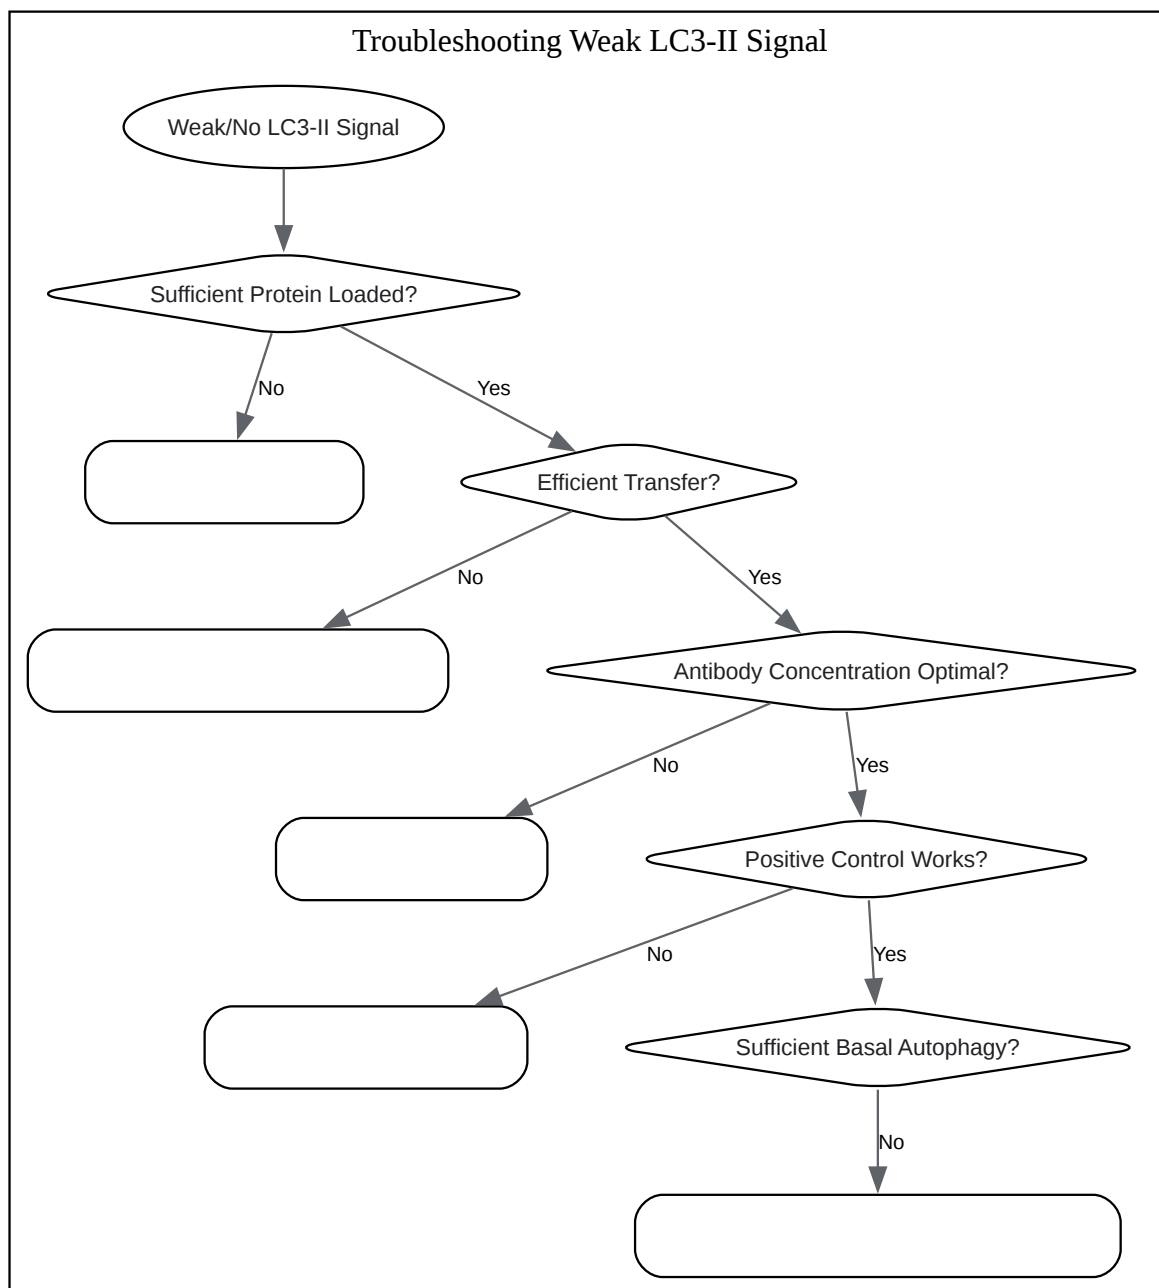 Troubleshooting Weak LC3-II Signal
Weak/No LC3-II Signal
Sufficient Protein Loaded?
No
Yes
Efficient Transfer?
No
Yes
Antibody Concentration Optimal?
No
Yes
Positive Control Works?
No
Yes
Sufficient Basal Autophagy?
No